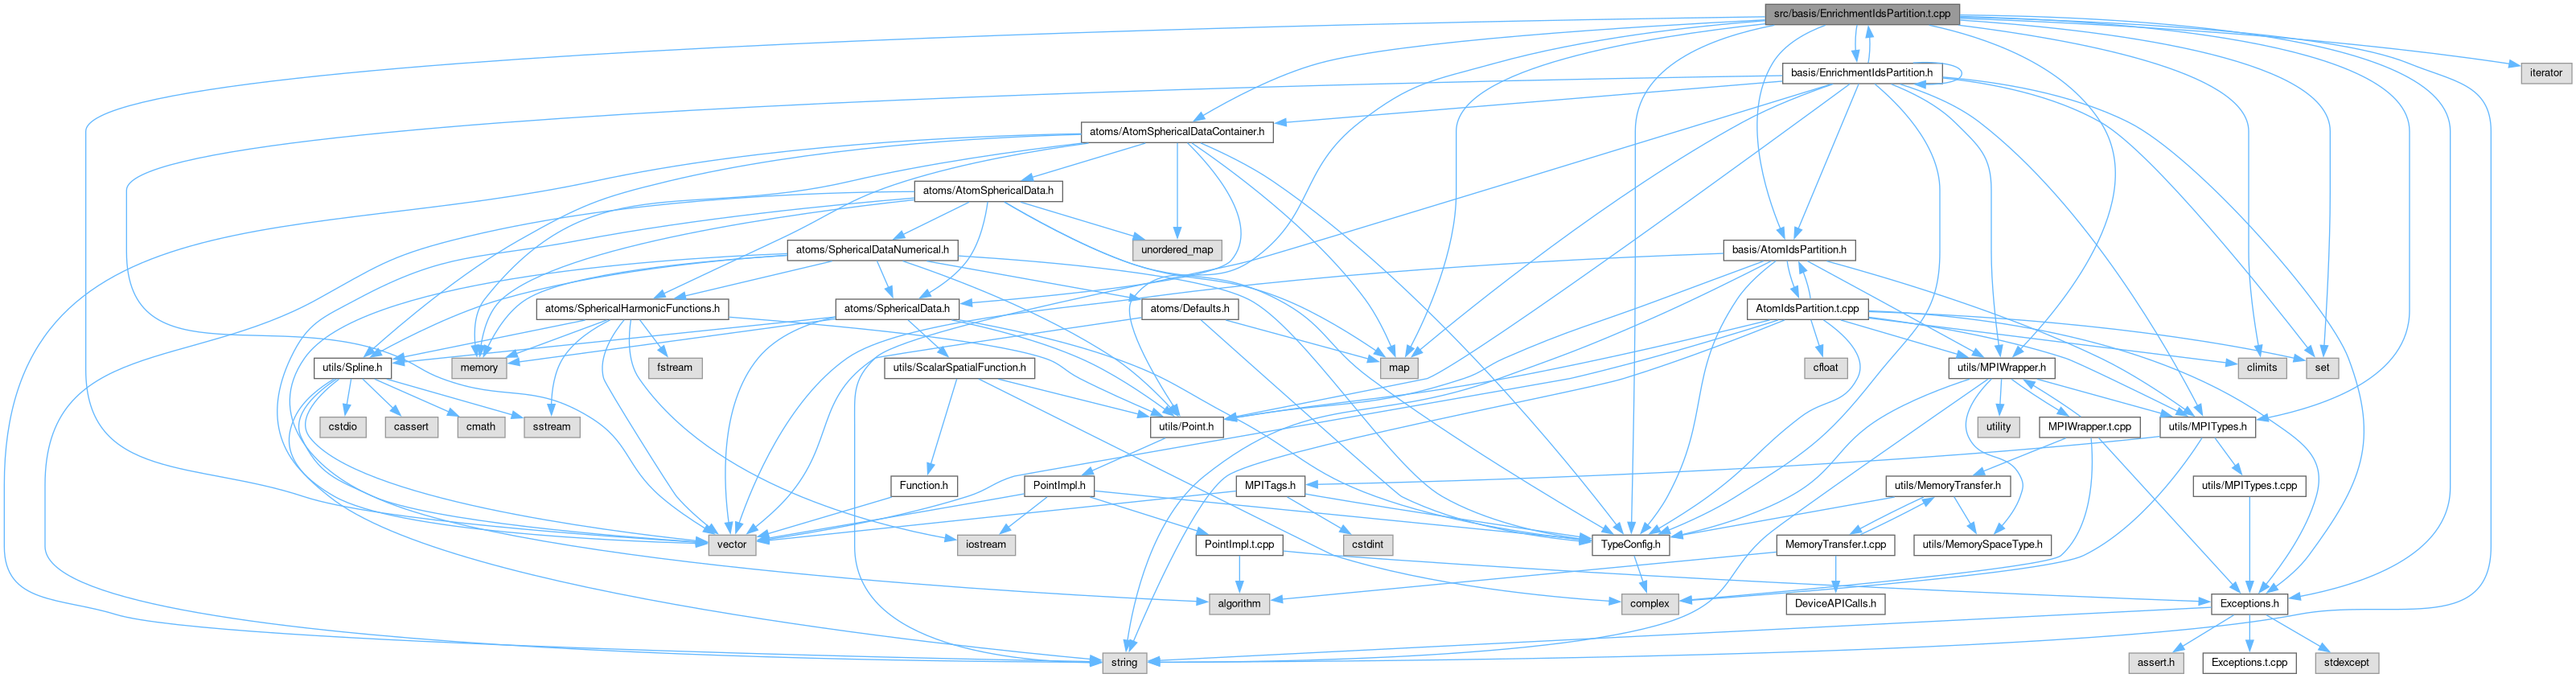 src/basis/EnrichmentIdsPartition.t.cpp
basis/EnrichmentIdsPartition.h
iterator
atoms/AtomSphericalDataContainer.h
atoms/AtomSphericalData.h
atoms/SphericalDataNumerical.h
unordered_map
basis/AtomIdsPartition.h
atoms/SphericalHarmonicFunctions.h
atoms/SphericalData.h
atoms/Defaults.h
AtomIdsPartition.t.cpp
utils/Spline.h
memory
fstream
utils/ScalarSpatialFunction.h
map
cfloat
utils/MPIWrapper.h
climits
set
cstdio
cassert
cmath
sstream
utils/Point.h
utility
MPIWrapper.t.cpp
utils/MPITypes.h
Function.h
PointImpl.h
MPITags.h
utils/MemoryTransfer.h
utils/MPITypes.t.cpp
vector
iostream
PointImpl.t.cpp
cstdint
TypeConfig.h
MemoryTransfer.t.cpp
utils/MemorySpaceType.h
algorithm
complex
DeviceAPICalls.h
Exceptions.h
string
assert.h
Exceptions.t.cpp
stdexcept